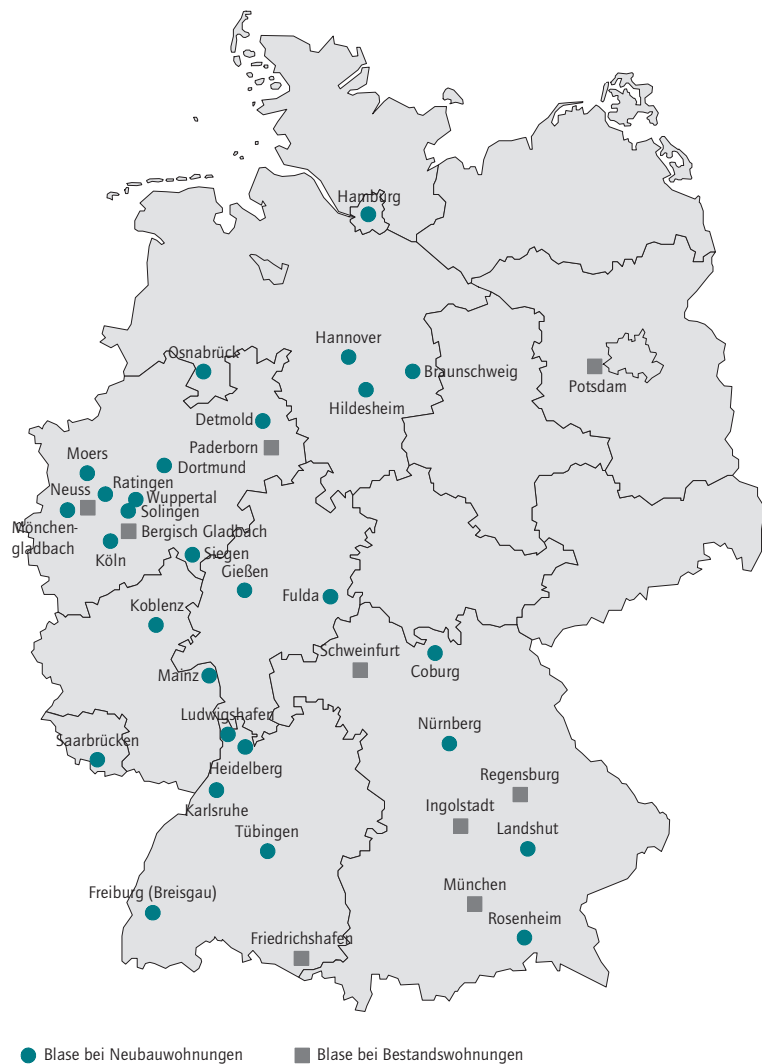 Hamburg
Hannover
Osnabrück
Braunschweig
Potsdam
Hildesheim
Detmold
Paderborn
Moers
Dortmund
Ratingen
Neuss
Wuppertal
Solingen
Mönchen-
gladbach
Bergisch Gladbach
Köln
Siegen
Gießen
Fulda
Koblenz
Schweinfurt
Coburg
Mainz
Ludwigshafen
Nürnberg
Saarbrücken
Heidelberg
Regensburg
Karlsruhe
Ingolstadt
Tübingen
Landshut
München
Freiburg (Breisgau)
Rosenheim
Friedrichshafen
Blase bei Neubauwohnungen
Blase bei Bestandswohnungen